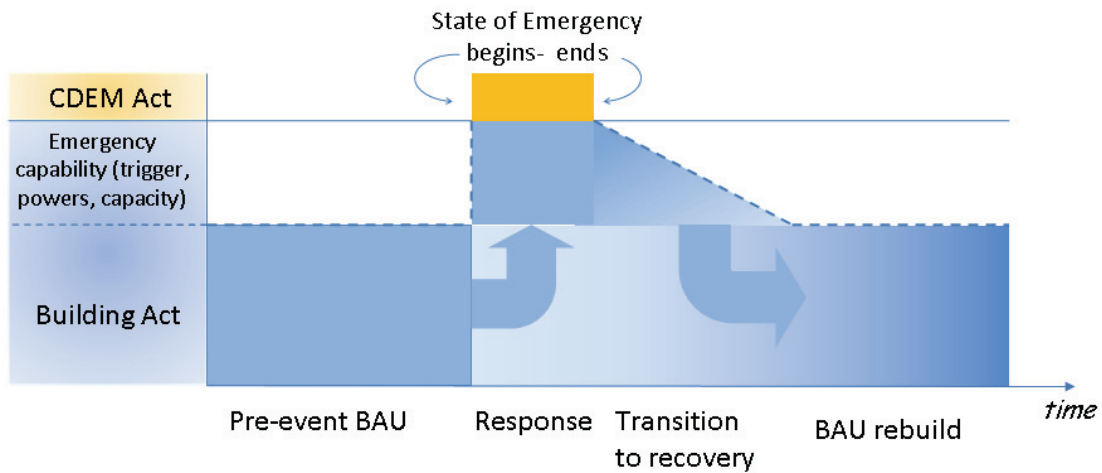 State of Emergency
begins- ends
CDEM Act
Emergency
capability (trigger,
powers, capacity)
Building Act
Pre-event BAU
Response
Transition
to recovery
BAU rebuild
time